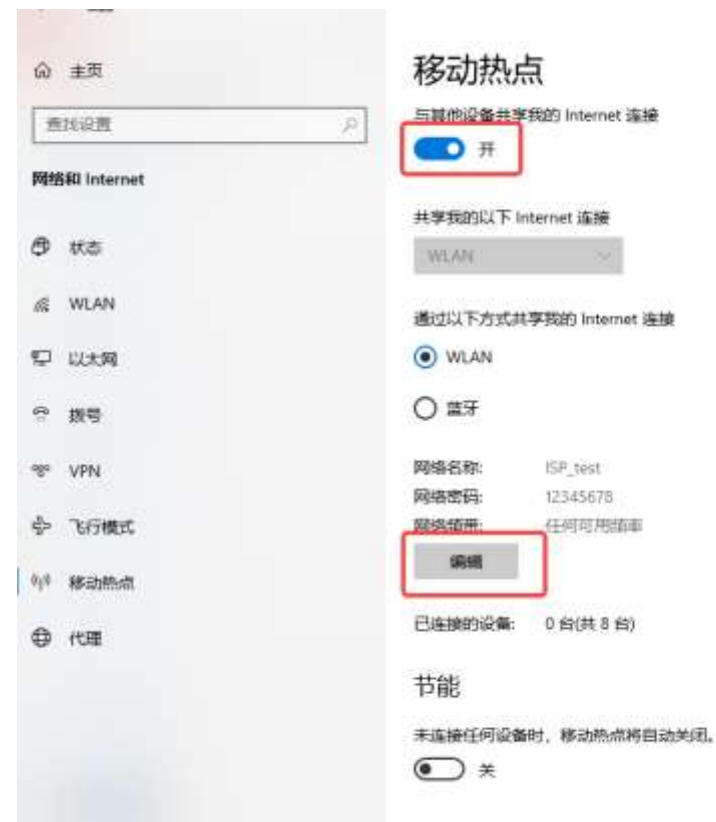 主页
查找设置
网络和 Internet
状态
WLAN
以太网
拨号
VPN
飞行模式
移动热点
代理
移动热点
与其他设备共享我的 Internet 连接
开
共享我的以下 Internet 连接
WLAN
通过以下方式共享我的 Internet 连接
WLAN
蓝牙
网络名称: ISP_test
网络密码: 12345678
网络频带: 任何可用频率
编辑
已连接的设备: 0 台(共 8 台)
节能
未连接任何设备时，移动热点将自动关闭。
关